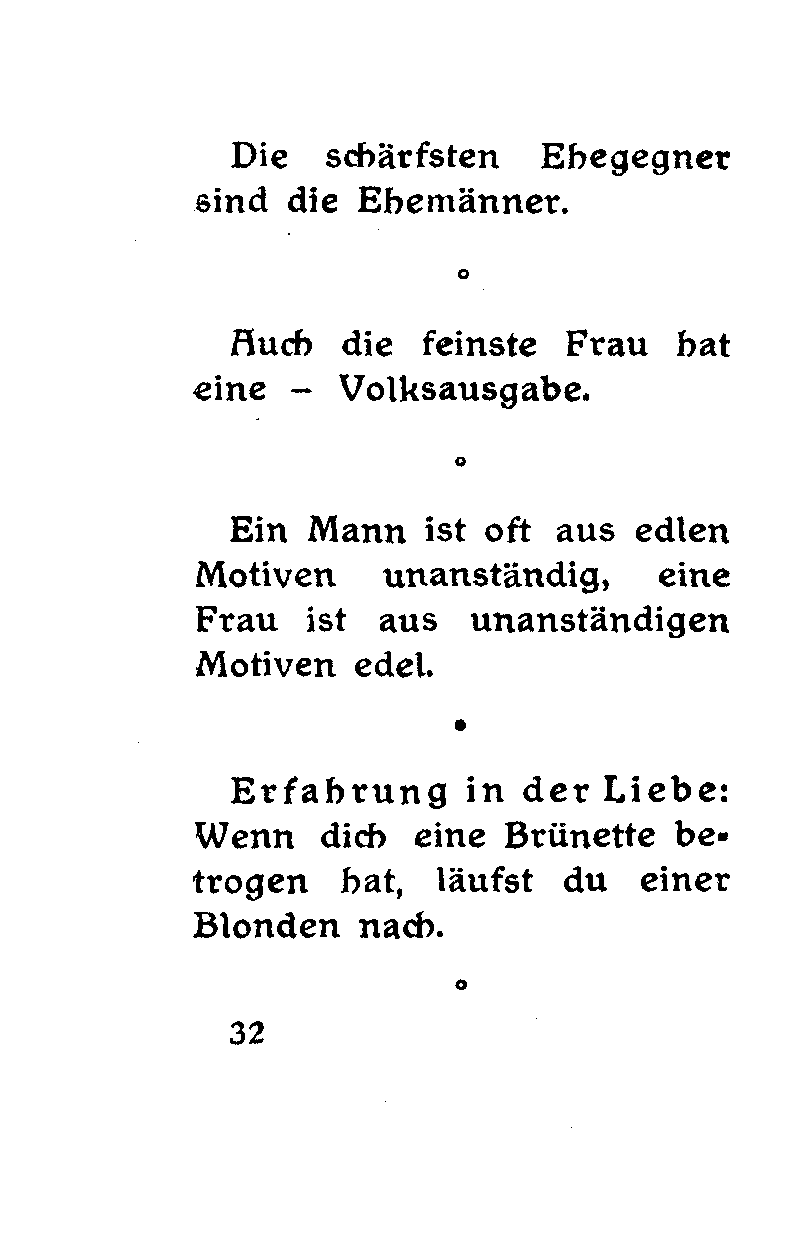 Die schärfsten Ehegegner
sind die Ehemänner.
°
Auch die feinste Frau hat
eine – Volksausgabe.
°
Ein Mann ist oft aus edlen
Motiven unanständig, eine
Frau ist aus unanständigen
Motiven edel.
•
Erfahrung in der Liebe:
Wenn dich eine Brünette be-
trogen hat, läufst du einer
Blonden nach.
°
32